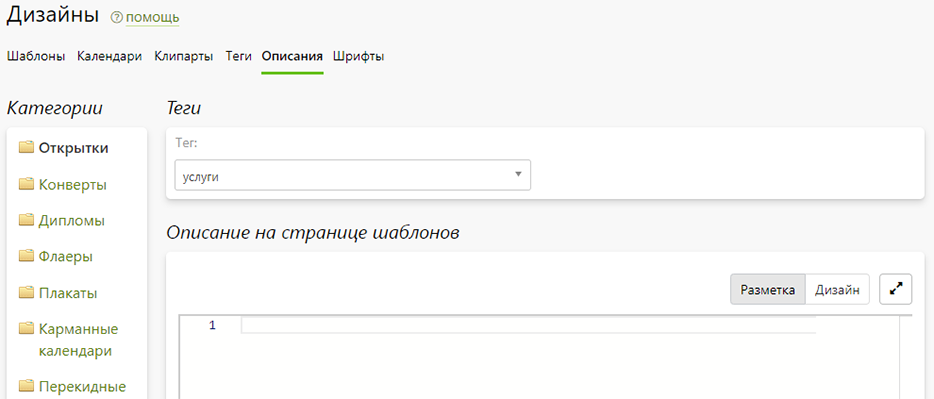 Дизайны ? помощь
Шаблоны Календари Клипарты Теги Описания Шрифты
Категории
Открытки
Конверты
Дипломы
Флаеры
Плакаты
Карманные
календари
Перекидные
Теги
Тег:
услуги
Описание на странице шаблонов
Разметка Дизайн
1